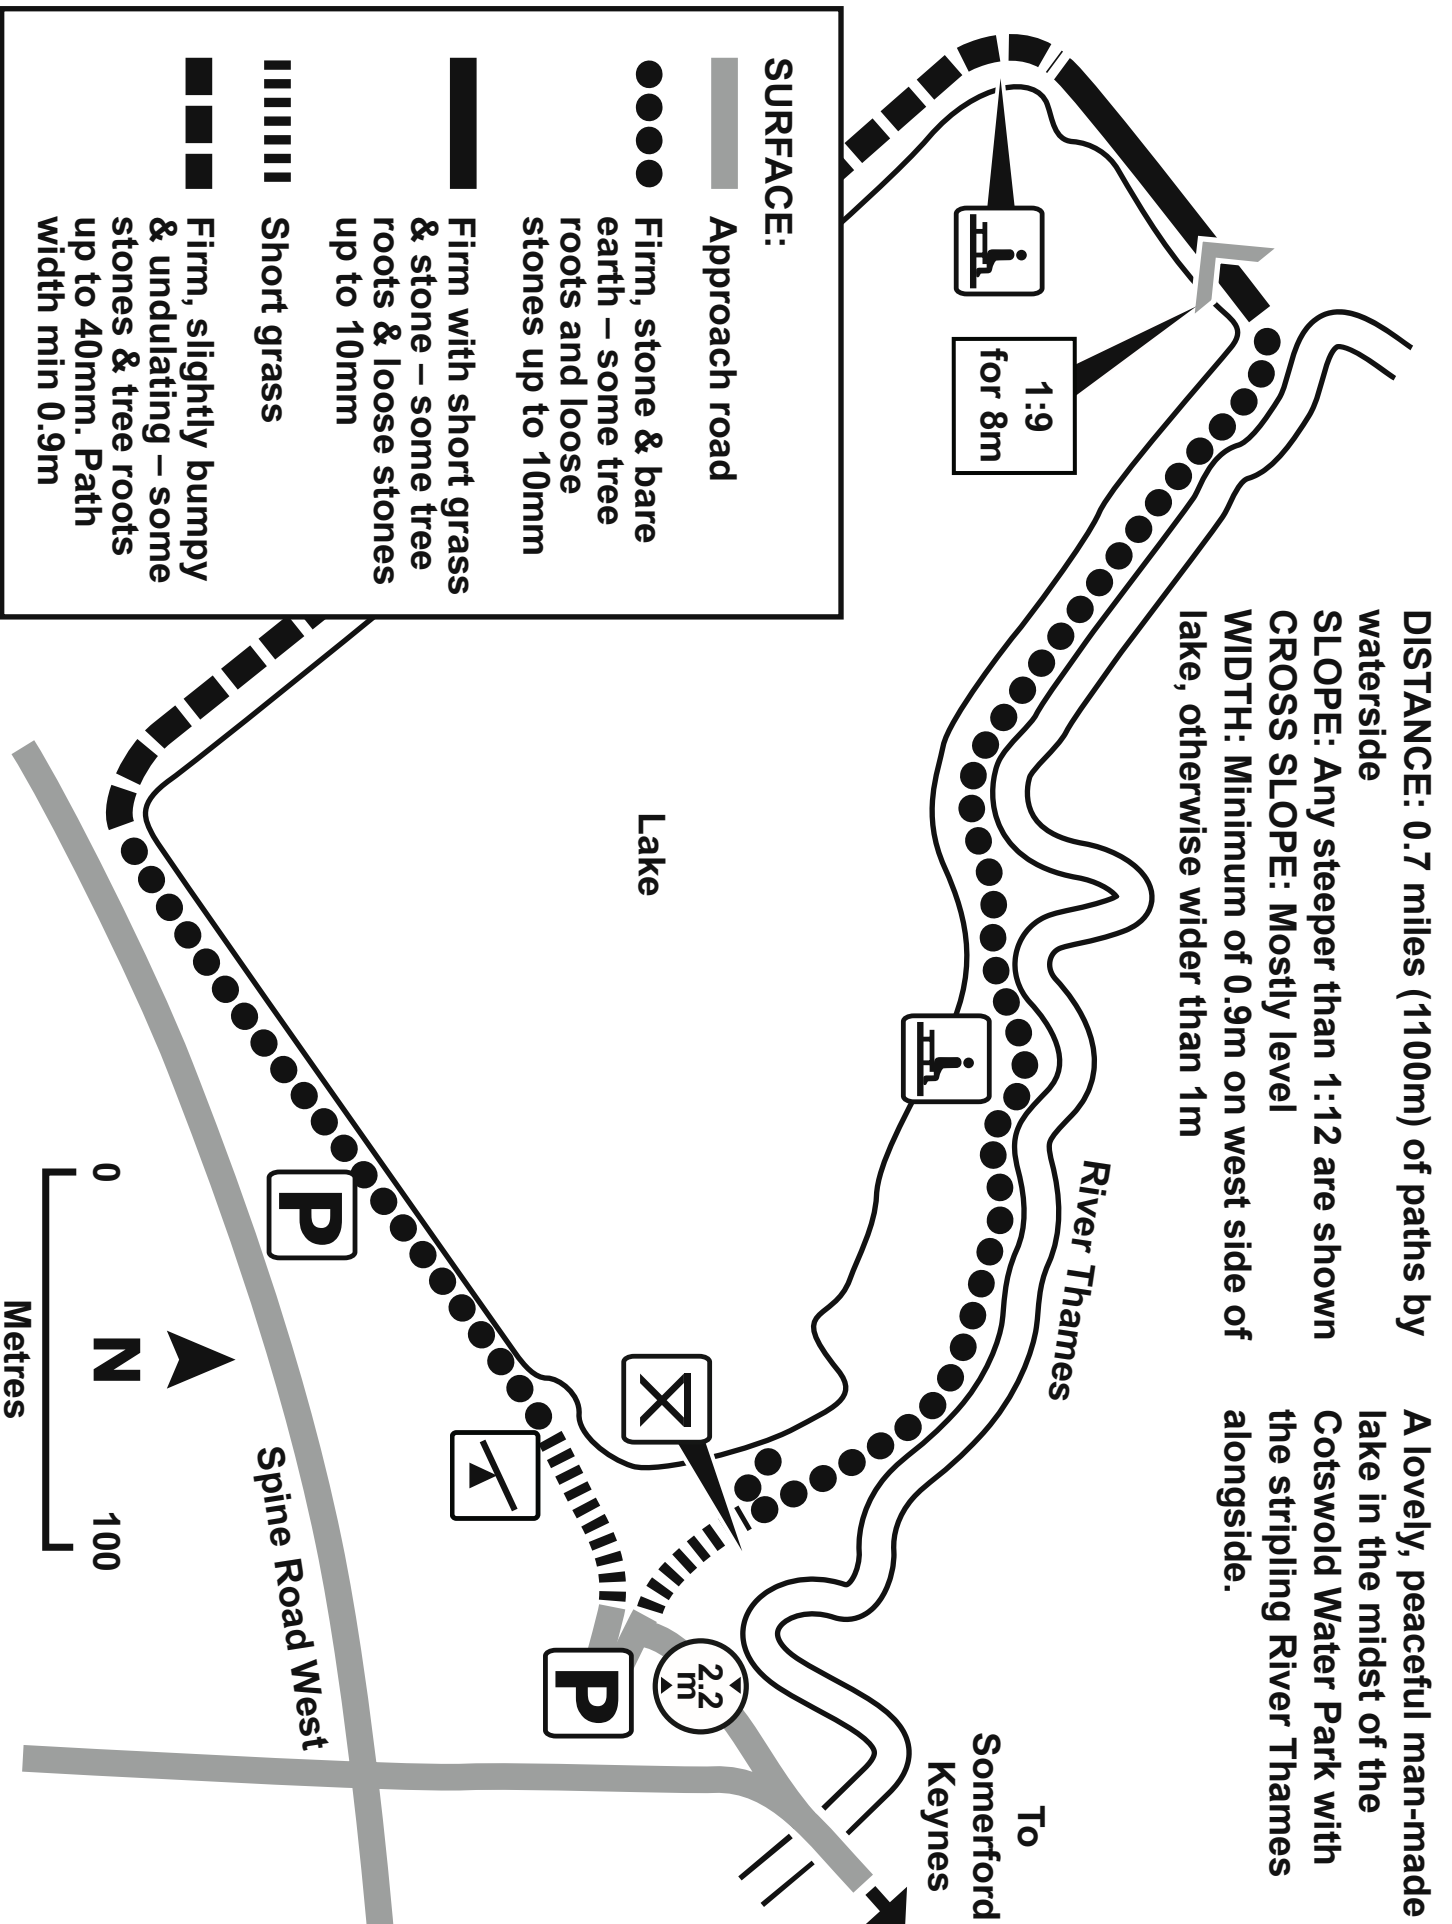 DISTANCE: 0.7 miles (1100m) of paths by
waterside
SLOPE: Any steeper than 1:12 are shown
CROSS SLOPE: Mostly level
WIDTH: Minimum of 0.9m on west side of
lake, otherwise wider than 1m
A lovely, peaceful man-made
lake in the midst of the
Cotswold Water Park with
the stripling River Thames
alongside.
1:9
for 8m
River Thames
To
Somerford
Keynes
SURFACE:
Approach road
Firm, stone & bare
earth – some tree
roots and loose
stones up to 10mm
Firm with short grass
& stone – some tree
roots & loose stones
up to 10mm
Short grass
Firm, slightly bumpy
& undulating – some
stones & tree roots
up to 40mm. Path
width min 0.9m
Lake
2.2
m
P
P
Spine Road West
N
0 100
Metres